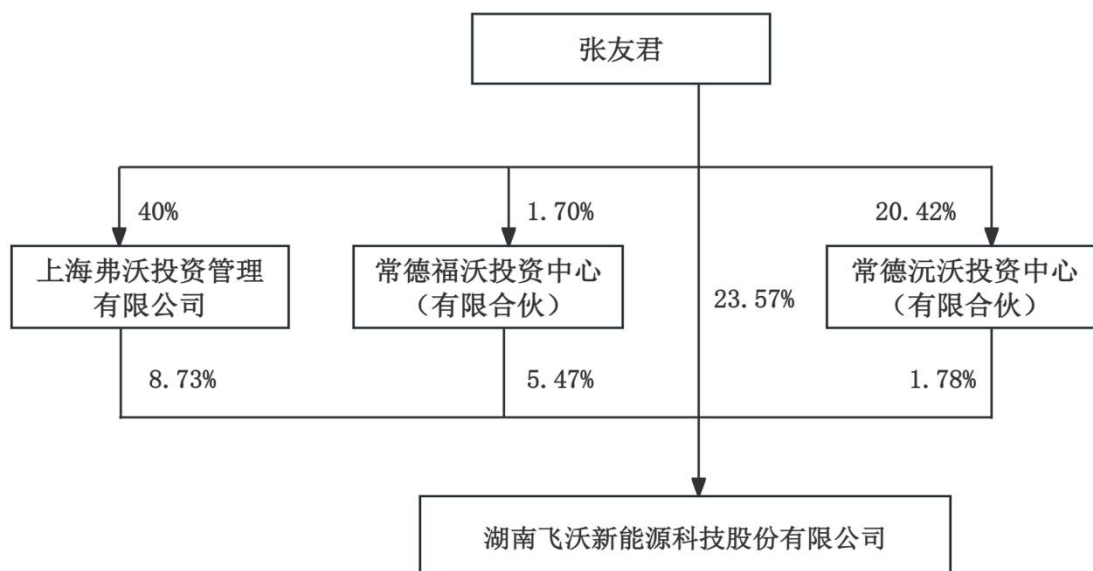 张友君
40%
1.70%
20.42%
上海弗沃投资管理
有限公司
常德福沃投资中心
（有限合伙）
23.57%
常德沅沃投资中心
（有限合伙）
8.73%
5.47%
1.78%
湖南飞沃新能源科技股份有限公司